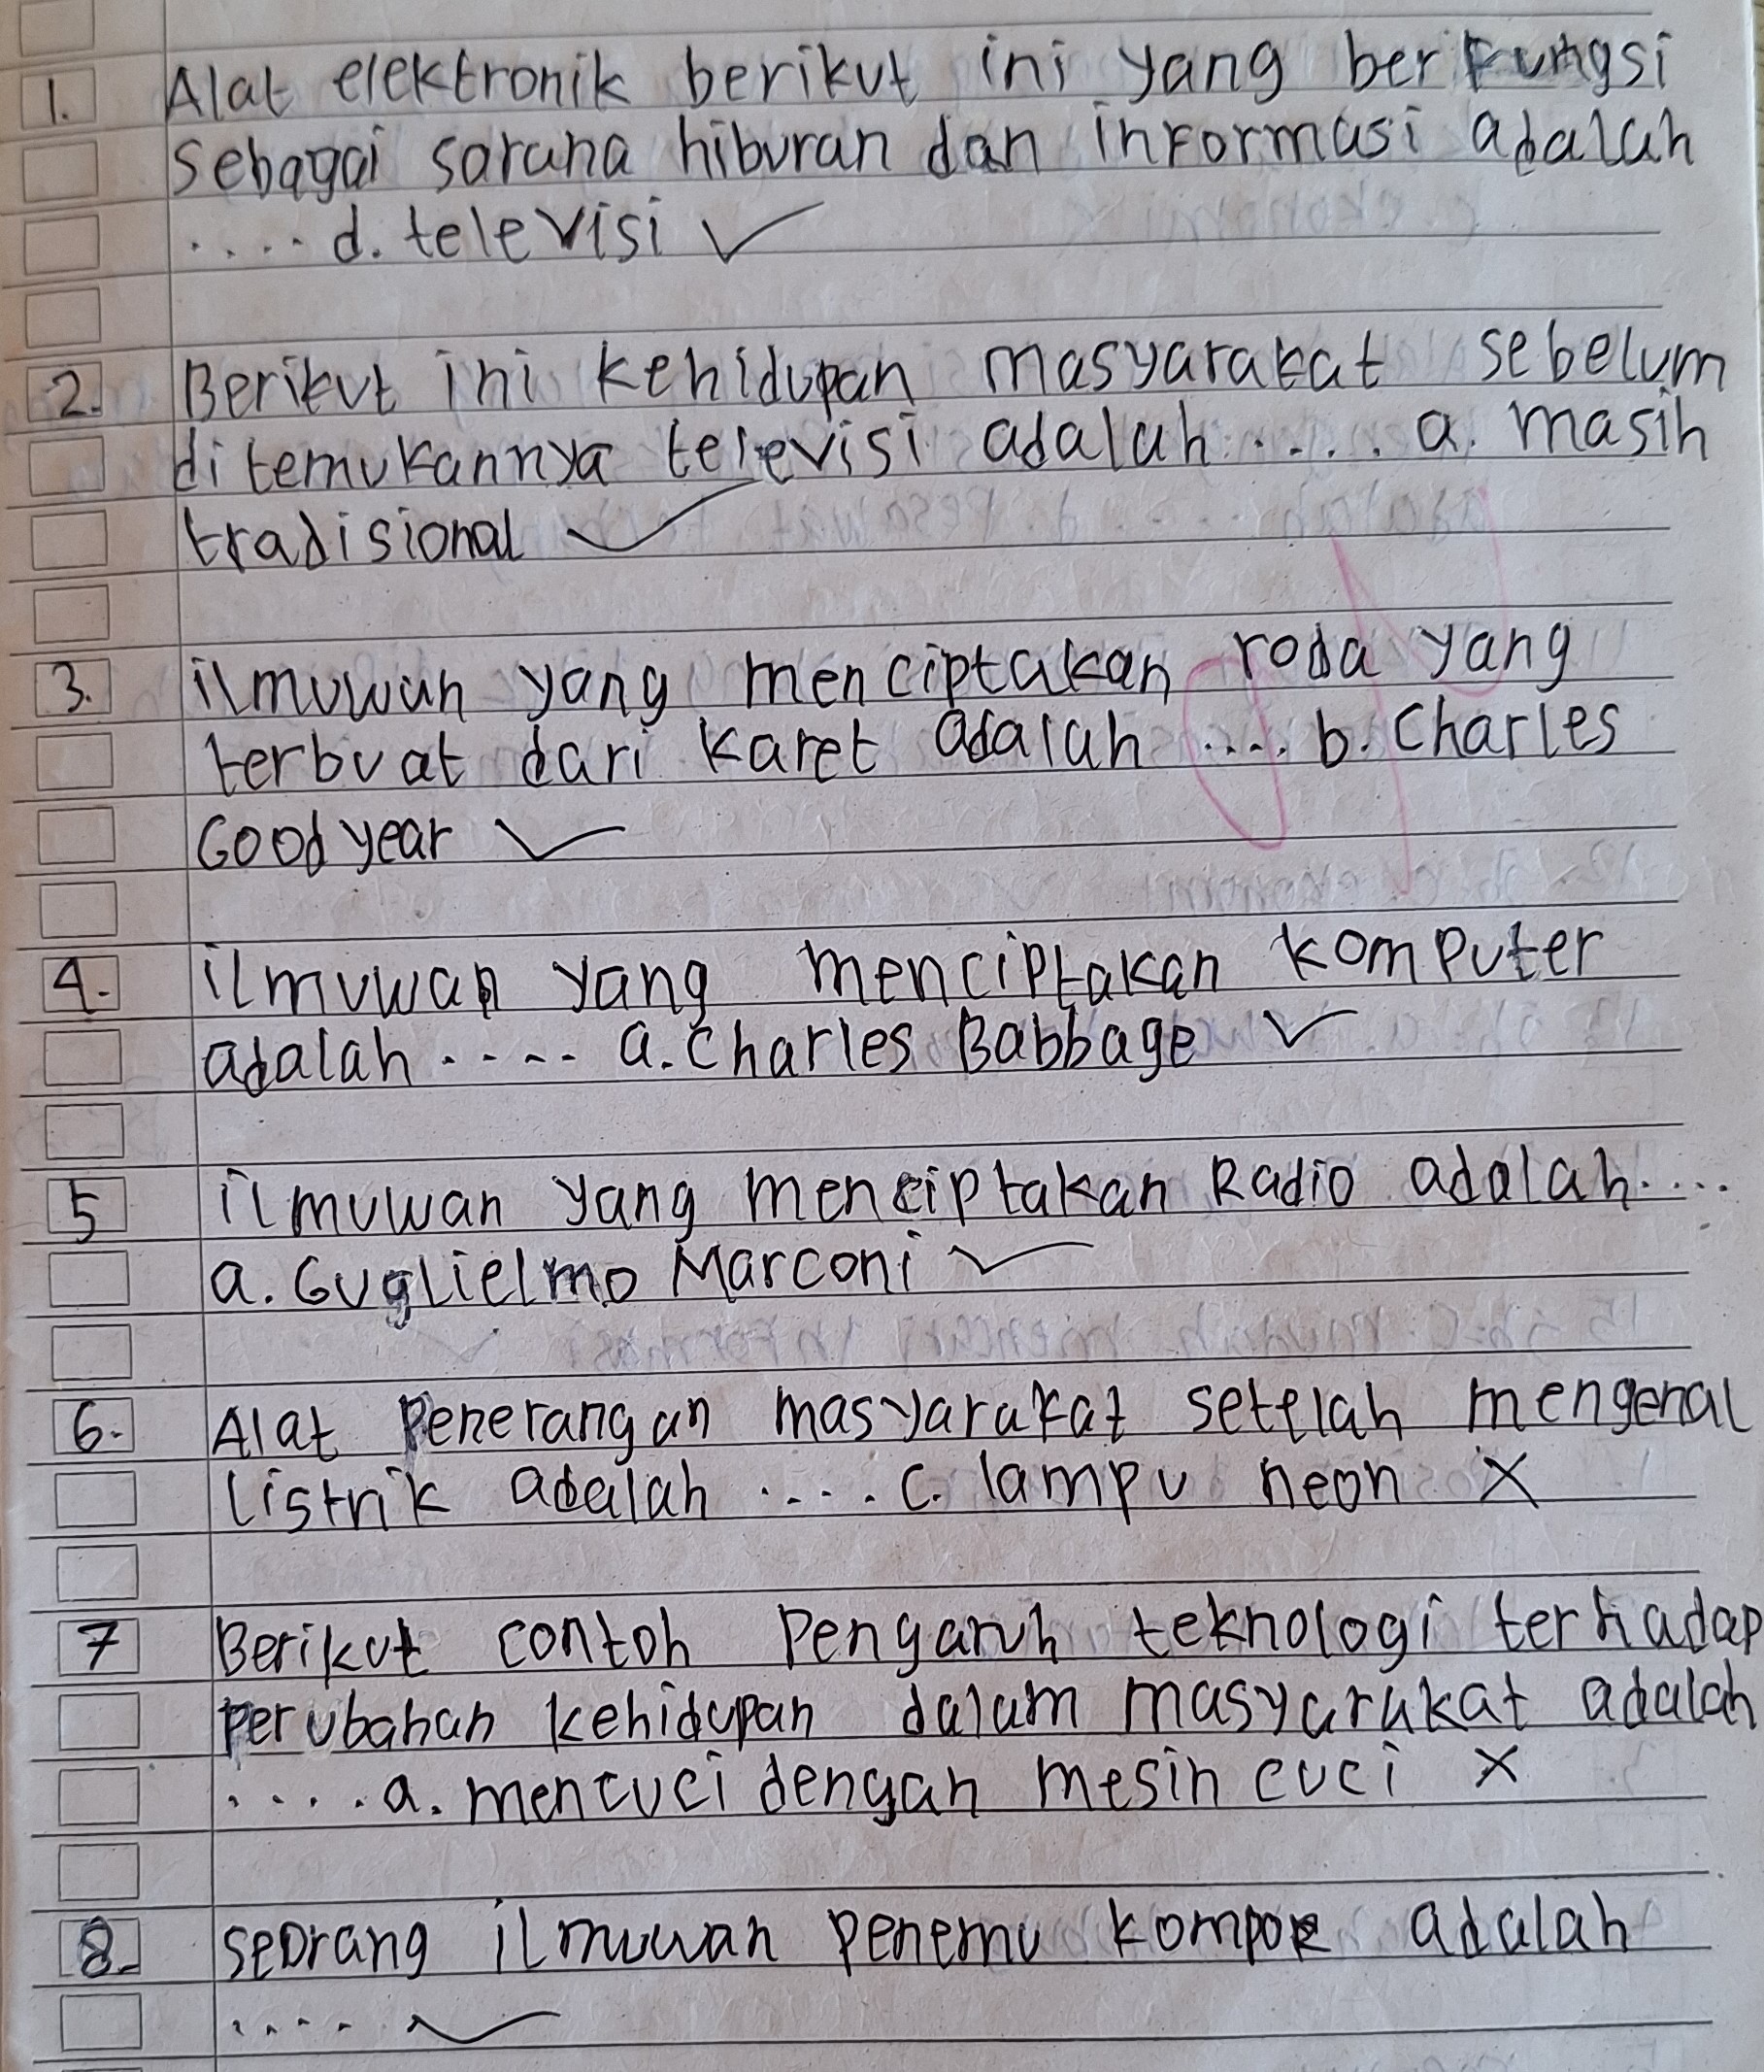 1. Alat elektronik berikut ini yang berfungsi
sebagai sarana hiburan dan informasi adalah
.... d. televisi ✓
2. Berikut ini kehidupan masyarakat sebelum
ditemukannya televisi adalah .... a. masih
tradisional ✓
3. ilmuwan yang menciptakan roda yang
terbuat dari karet adalah .... b. Charles
Good year ✓
4. ilmuwan yang menciptakan komputer
adalah .... a. Charles Babbage ✓
5 ilmuwan yang menciptakan Radio adalah ....
a. Guglielmo Marconi ✓
6. Alat Penerangan masyarakat setelah mengenal
listrik adalah .... c. lampu neon X
7 Berikut contoh Pengaruh teknologi terhadap
perubahan kehidupan dalam masyarakat adalah
.... a. mencuci dengan mesin cuci X
8. seorang ilmuwan penemu kompor adalah
.... ✓